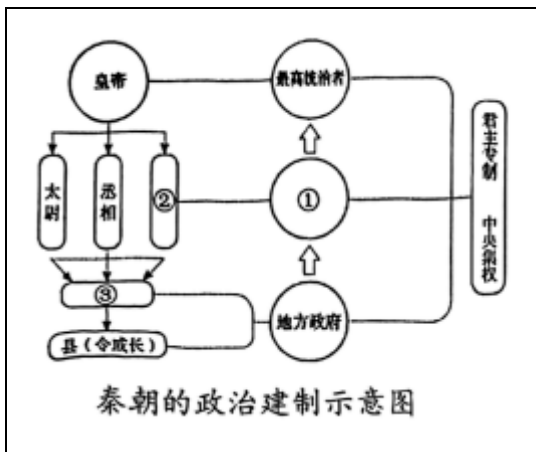 皇帝
最高统治者
太尉
丞相
②
①
君主专制
中央集权
③
县（令或长）
地方政府
秦朝的政治建制示意图